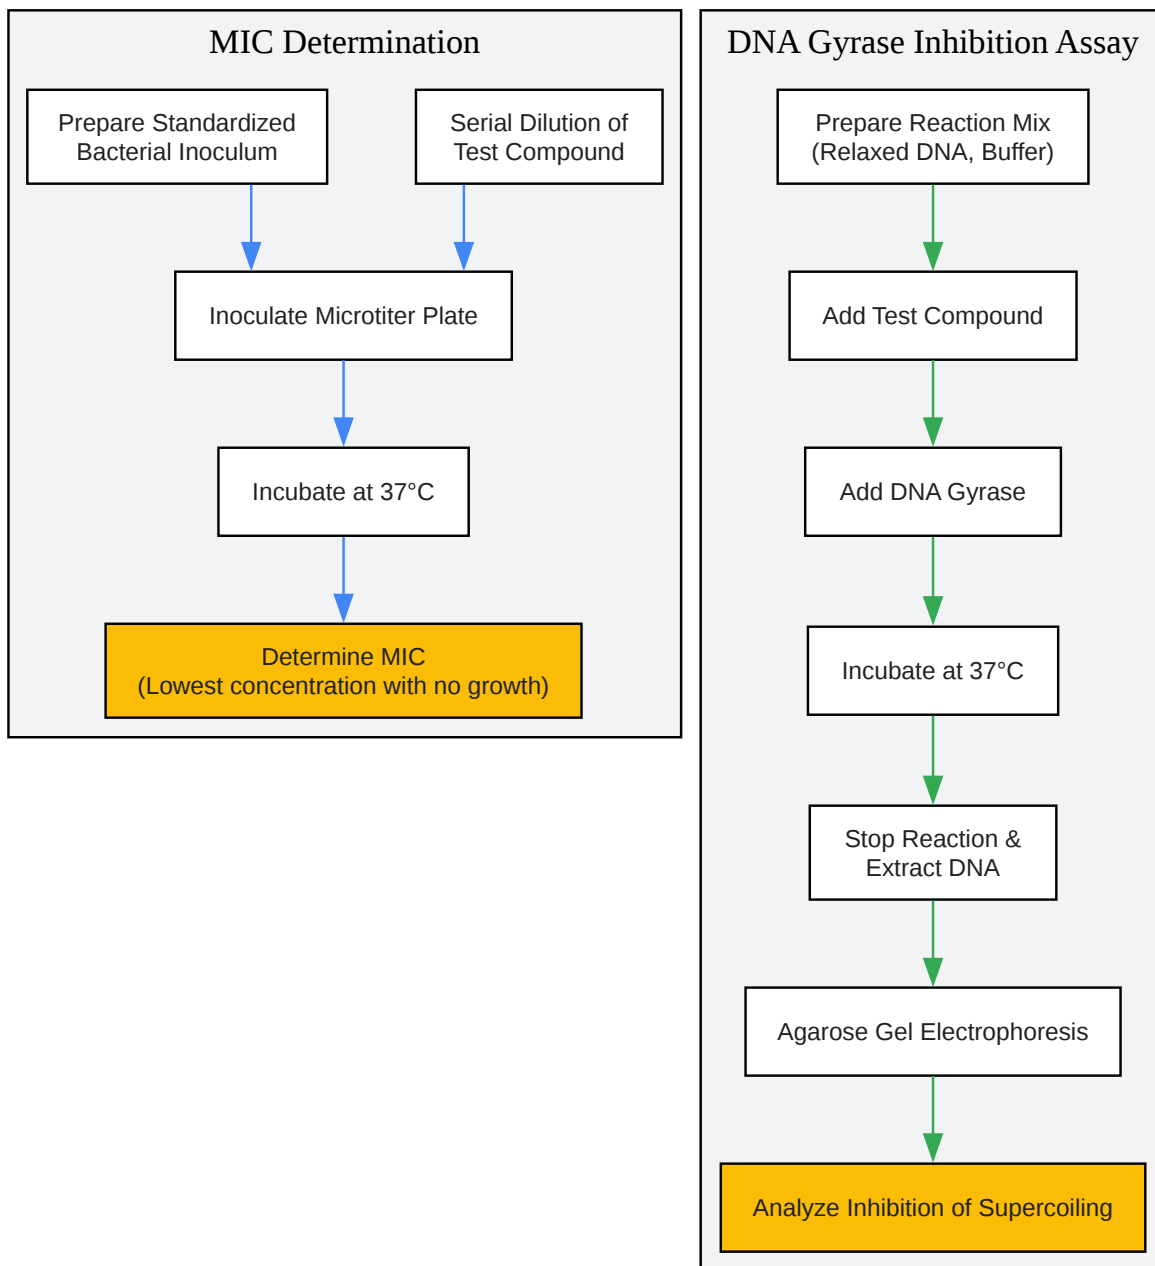 MIC Determination
Prepare Standardized
Bacterial Inoculum
Serial Dilution of
Test Compound
Inoculate Microtiter Plate
Incubate at 37°C
Determine MIC
(Lowest concentration with no growth)
DNA Gyrase Inhibition Assay
Prepare Reaction Mix
(Relaxed DNA, Buffer)
Add Test Compound
Add DNA Gyrase
Incubate at 37°C
Stop Reaction &
Extract DNA
Agarose Gel Electrophoresis
Analyze Inhibition of Supercoiling